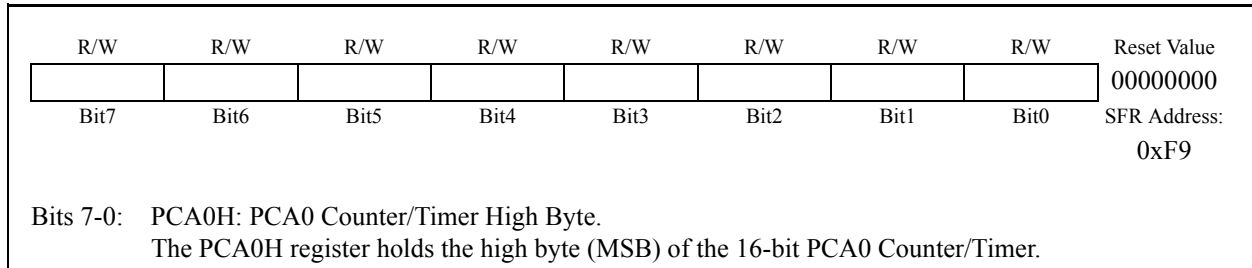 R/W R/W R/W R/W R/W R/W R/W R/W Reset Value
00000000
Bit7 Bit6 Bit5 Bit4 Bit3 Bit2 Bit1 Bit0 SFR Address:
0xF9
Bits 7-0: PCA0H: PCA0 Counter/Timer High Byte.
The PCA0H register holds the high byte (MSB) of the 16-bit PCA0 Counter/Timer.